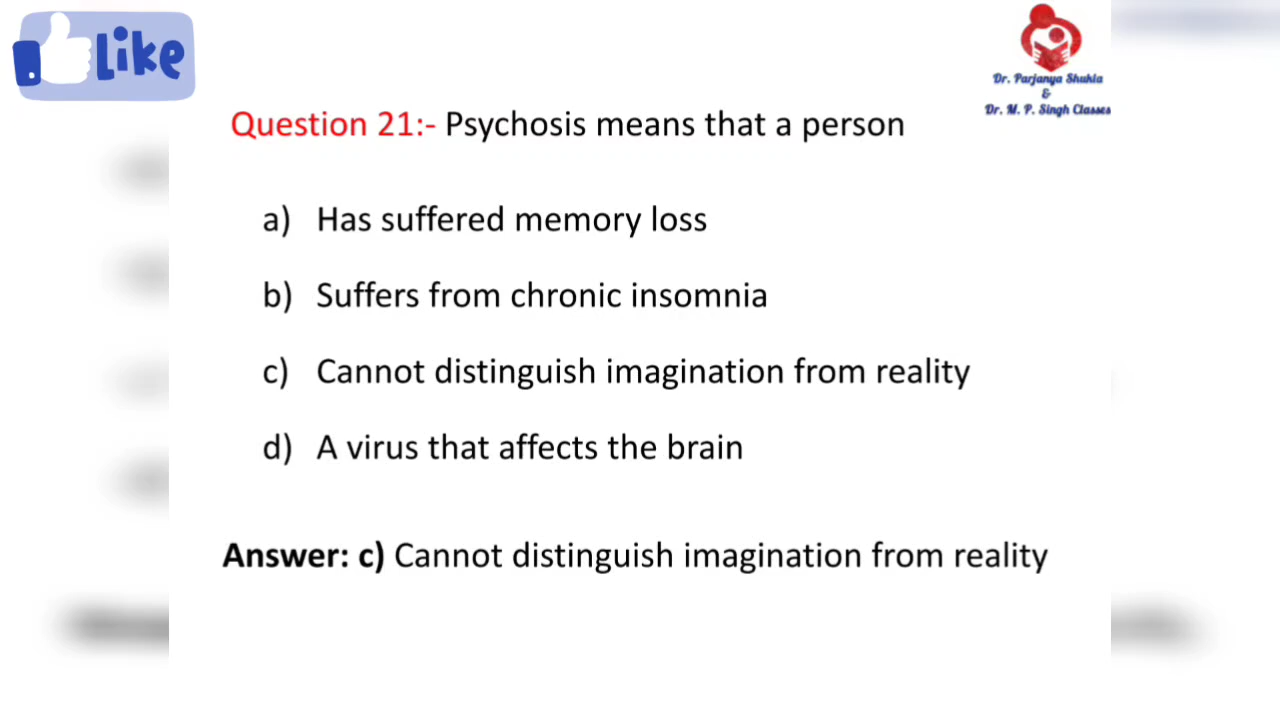 Like
Dr. Parjanya Shukla
&
Dr. M. P. Singh Classes
Question 21:- Psychosis means that a person
a) Has suffered memory loss
b) Suffers from chronic insomnia
c) Cannot distinguish imagination from reality
d) A virus that affects the brain
Answer: c) Cannot distinguish imagination from reality